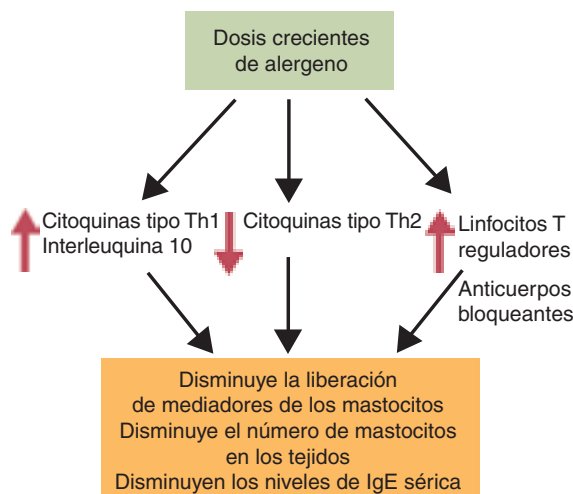 Dosis crecientes
de alergeno
Citoquinas tipo Th1
Interleuquina 10
Citoquinas tipo Th2
Linfocitos T
reguladores
Anticuerpos
bloqueantes
Disminuye la liberación
de mediadores de los mastocitos
Disminuye el número de mastocitos
en los tejidos
Disminuyen los niveles de IgE sérica